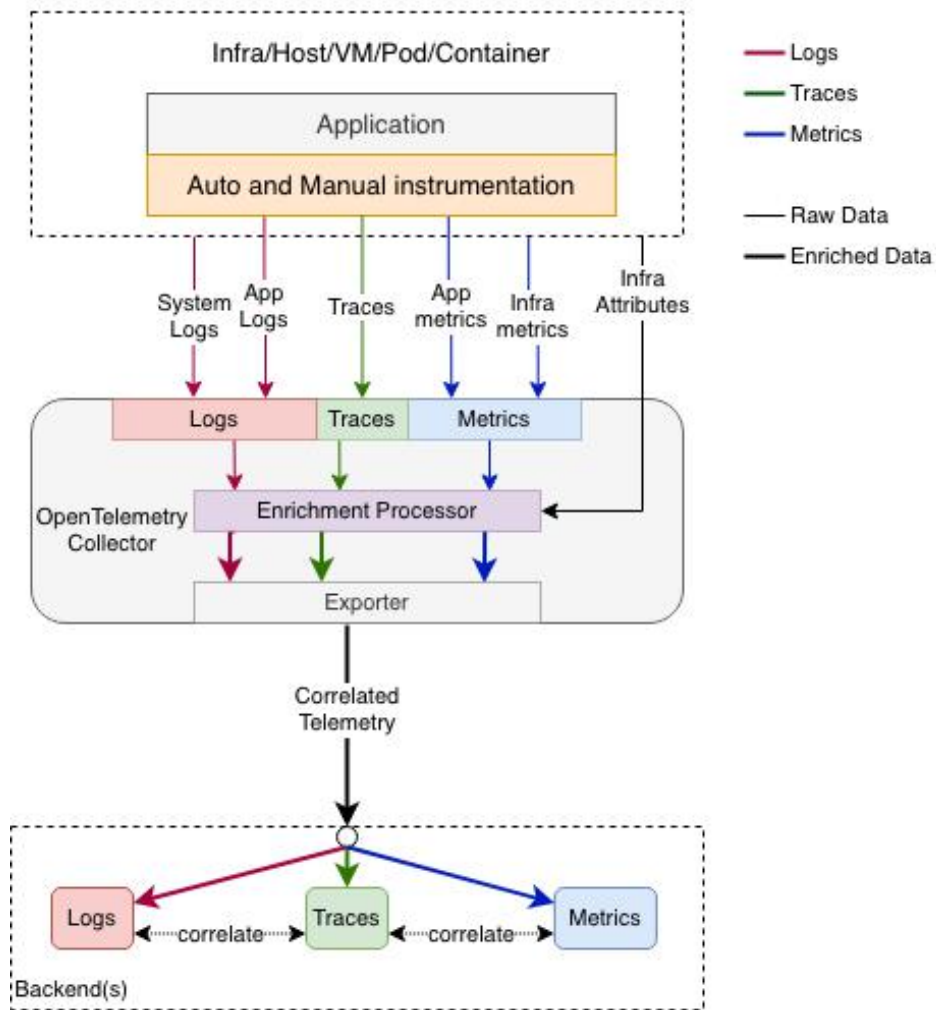 Infra/Host/VM/Pod/Container
Application
Auto and Manual instrumentation
Logs
Traces
Metrics
Raw Data
Enriched Data
System
Logs
App
Logs
Traces
App
metrics
Infra
metrics
Infra
Attributes
Logs
Traces
Metrics
Enrichment Processor
OpenTelemetry
Collector
Exporter
Correlated
Telemetry
Logs
correlate
Traces
correlate
Metrics
Backend(s)